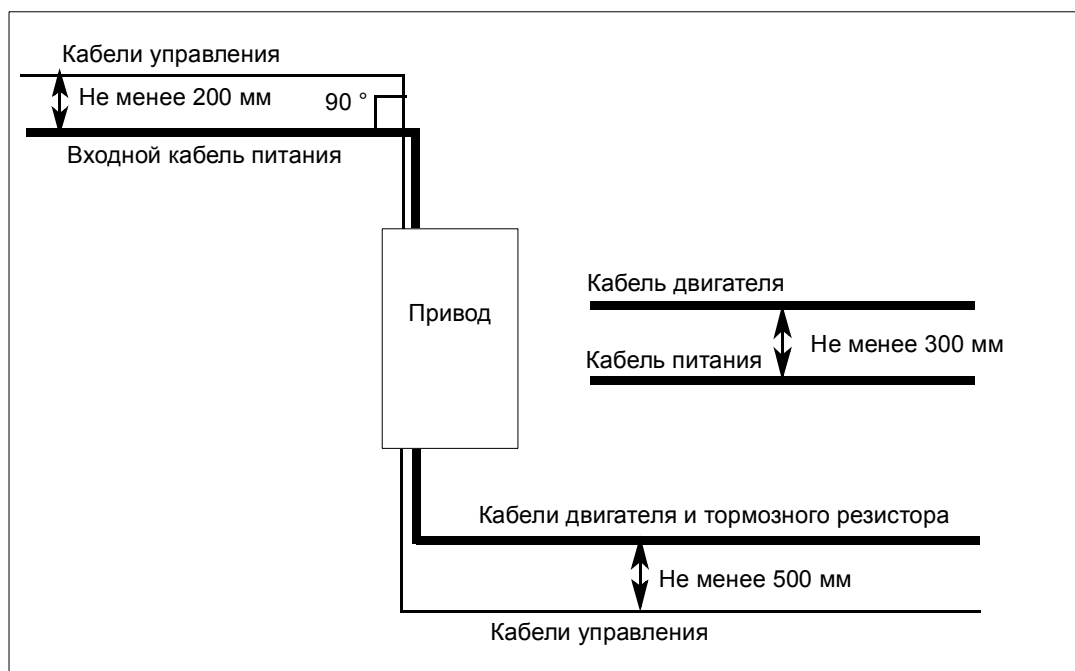 Кабели управления
Не менее 200 мм
90 °
Входной кабель питания
Привод
Кабель двигателя
Не менее 300 мм
Кабель питания
Кабели двигателя и тормозного резистора
Не менее 500 мм
Кабели управления